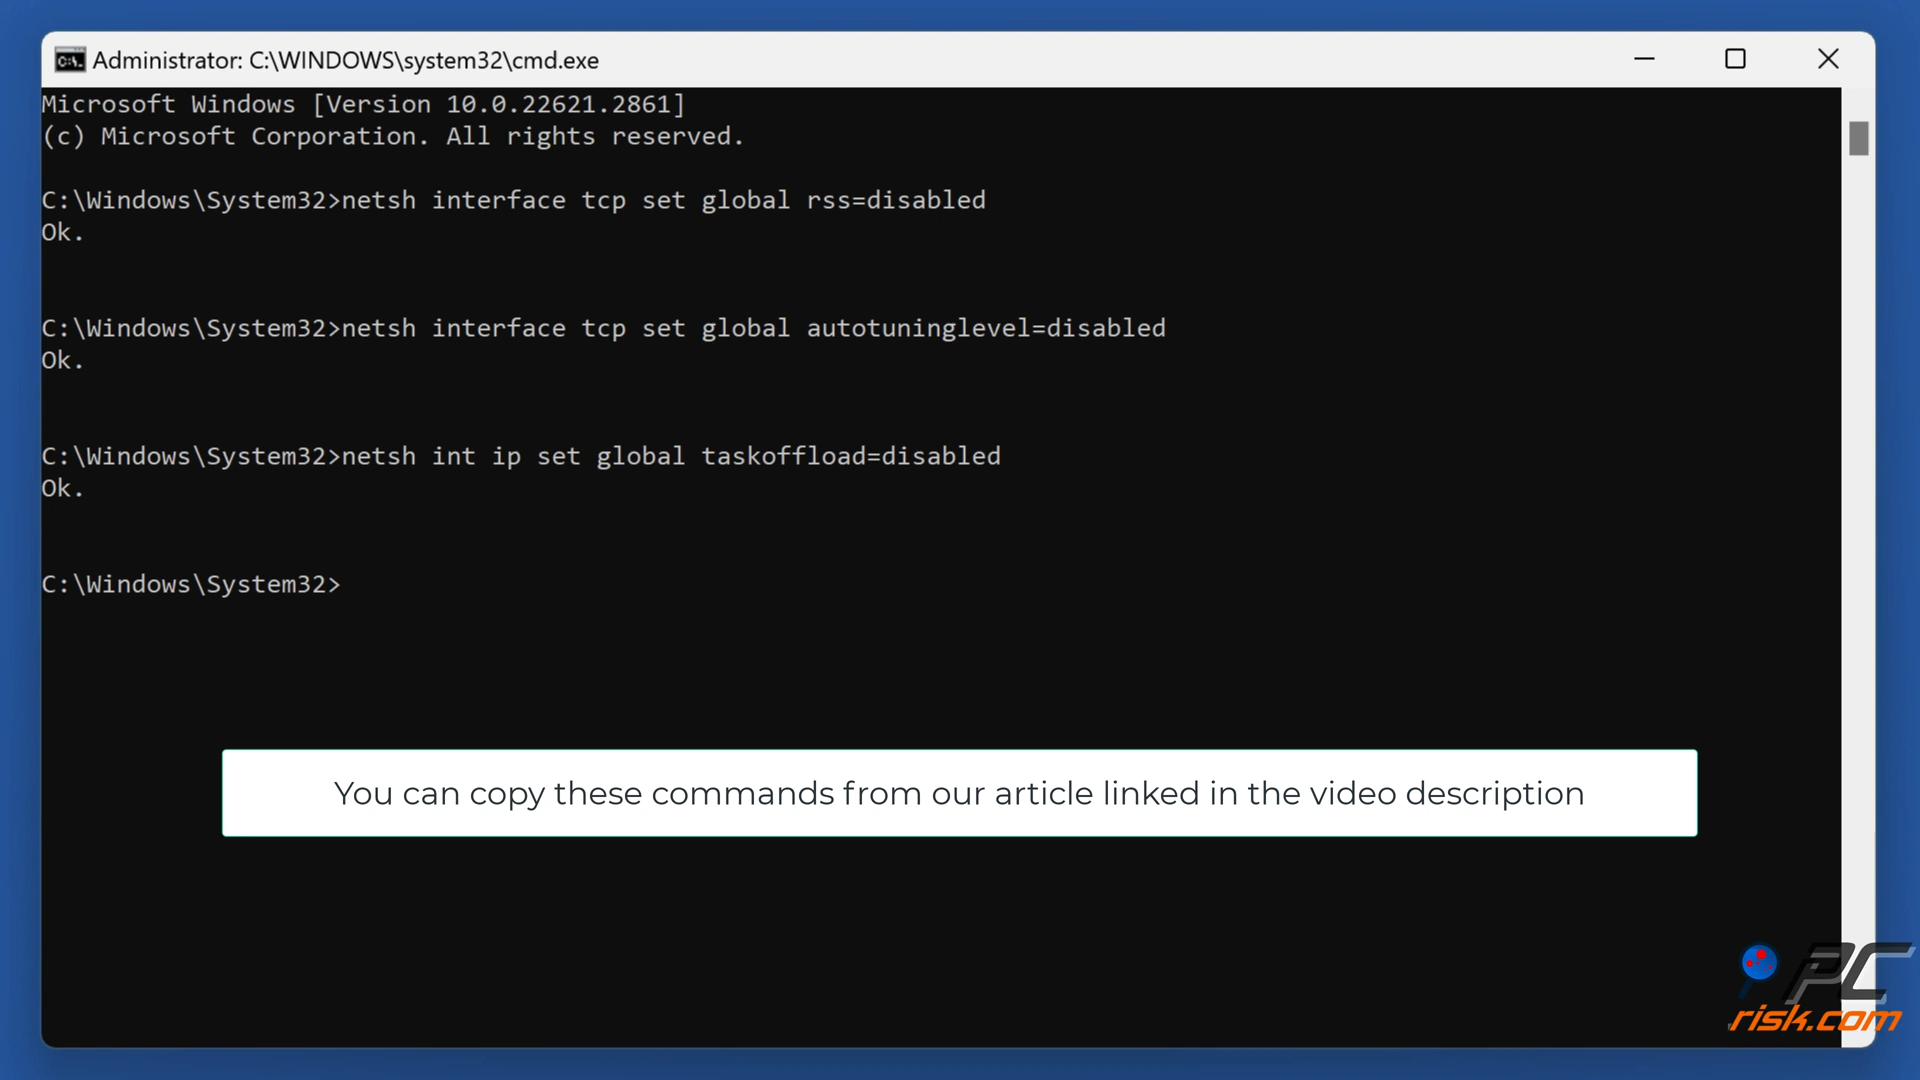 Administrator: C:\WINDOWS\system32\cmd.exe
Microsoft Windows [Version 10.0.22621.2861]
(c) Microsoft Corporation. All rights reserved.
C:\Windows\System32>netsh interface tcp set global rss=disabled
Ok.
C:\Windows\System32>netsh interface tcp set global autotuninglevel=disabled
Ok.
C:\Windows\System32>netsh int ip set global taskoffload=disabled
Ok.
C:\Windows\System32>
You can copy these commands from our article linked in the video description
PC
risk.com